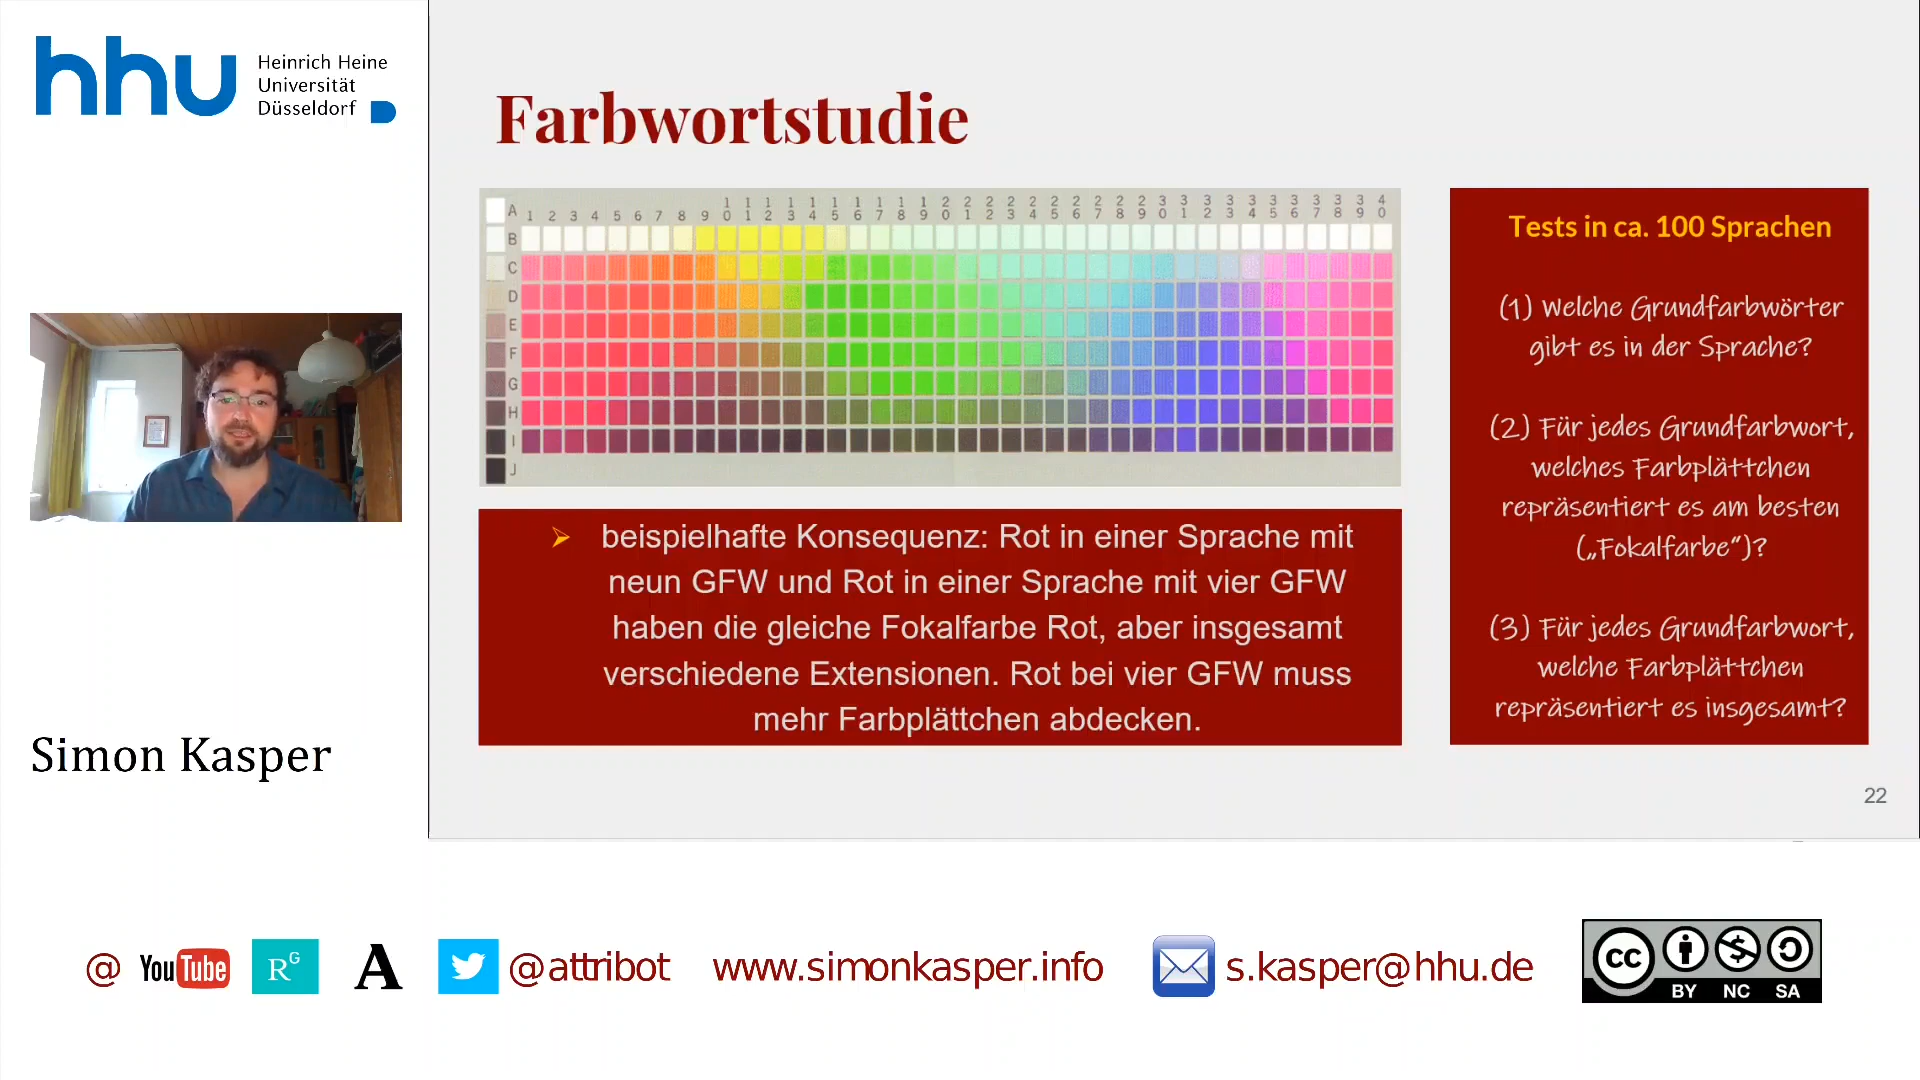 hhu
Heinrich Heine
Universität
Düsseldorf
Farbwortstudie
A 1 2 3 4 5 6 7 8 9 10 11 12 13 14 15 16 17 18 19 20 21 22 23 24 25 26 27 28 29 30 31 32 33 34 35 36 37 38 39 40
B
C
D
E
F
G
H
I
J
➢ beispielhafte Konsequenz: Rot in einer Sprache mit
neun GFW und Rot in einer Sprache mit vier GFW
haben die gleiche Fokalfarbe Rot, aber insgesamt
verschiedene Extensionen. Rot bei vier GFW muss
mehr Farbplättchen abdecken.
Tests in ca. 100 Sprachen
(1) Welche Grundfarbwörter
gibt es in der Sprache?
(2) Für jedes Grundfarbwort,
welches Farbplättchen
repräsentiert es am besten
(„Fokalfarbe“)?
(3) Für jedes Grundfarbwort,
welche Farbplättchen
repräsentiert es insgesamt?
22
Simon Kasper
@ YouTube RG A @attribot www.simonkasper.info s.kasper@hhu.de
cc BY NC SA